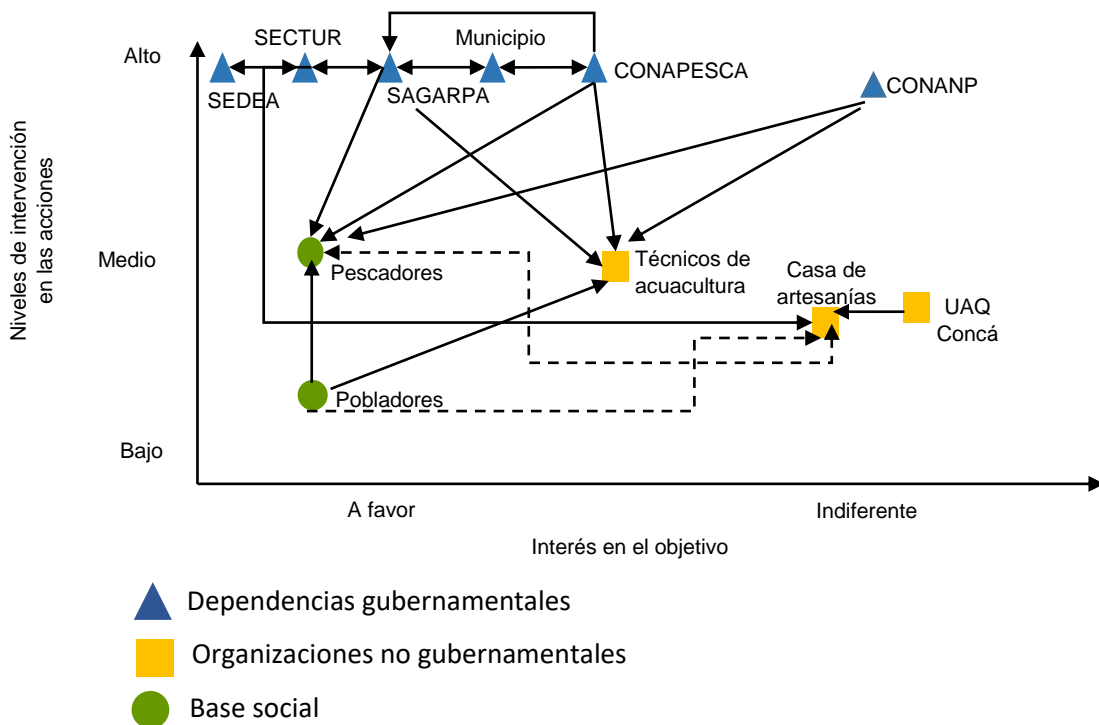 SECTUR
Municipio
Alto
SEDEA
SAGARPA
CONAPESCA
CONANP
Niveles de intervención
en las acciones
Medio
Pescadores
Técnicos de
acuacultura
Casa de
artesanías
UAQ
Concá
Pobladores
Bajo
A favor
Indiferente
Interés en el objetivo
Dependencias gubernamentales
Organizaciones no gubernamentales
Base social